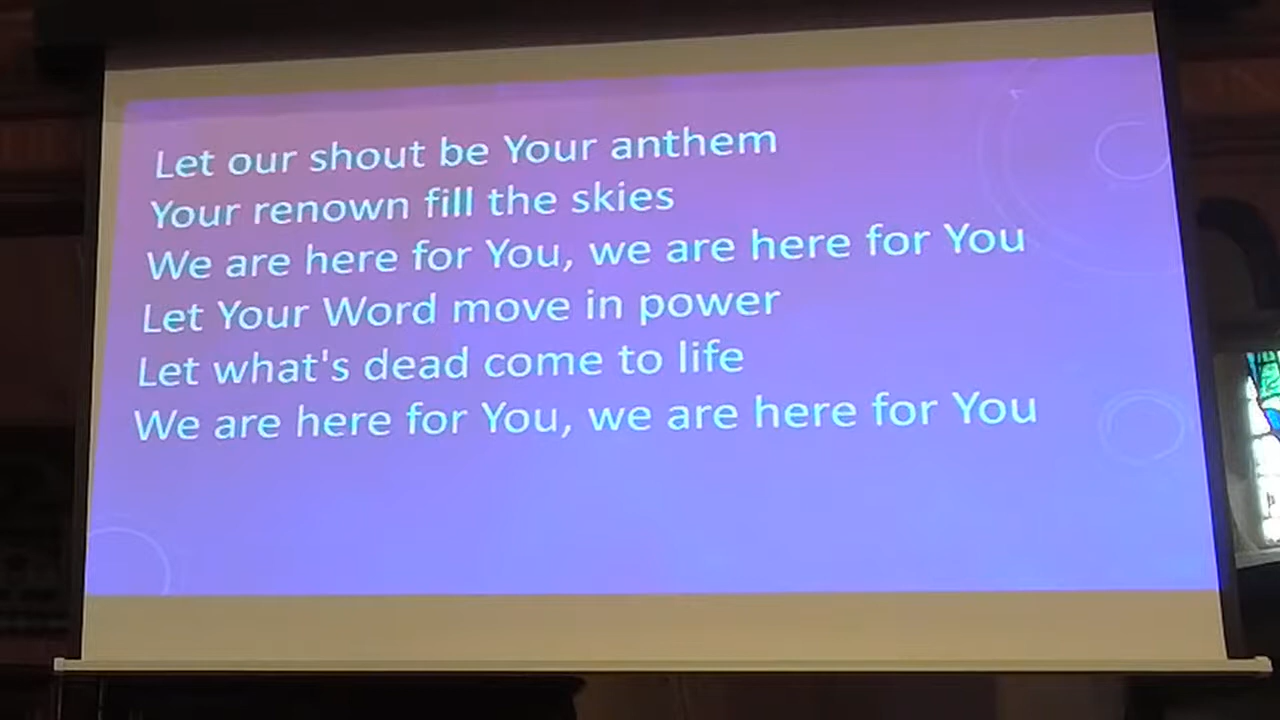 Let our shout be Your anthem
Your renown fill the skies
We are here for You, we are here for You
Let Your Word move in power
Let what's dead come to life
We are here for You, we are here for You